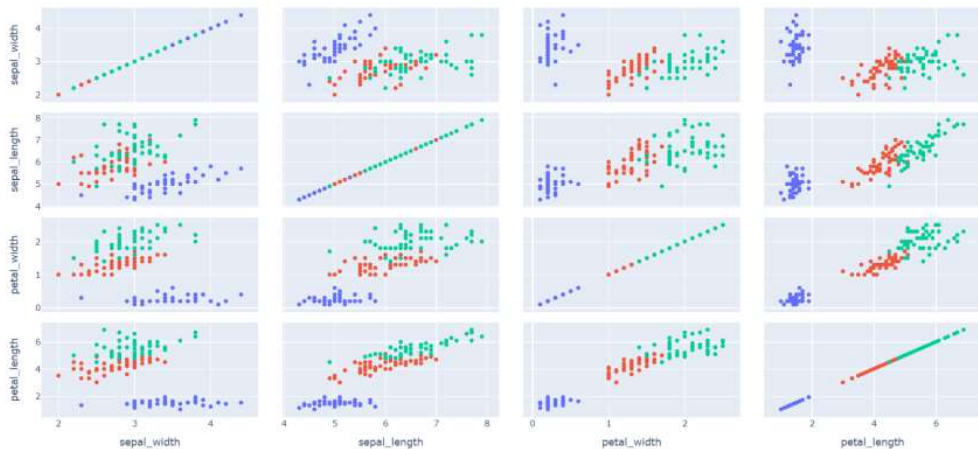 sepal_width
4
3
2
sepal_length
8
7
6
5
4
petal_width
2
1
0
petal_length
6
4
2
2 3 4 4 5 6 7 8 0 1 2 2 4 6
sepal_width sepal_length petal_width petal_length